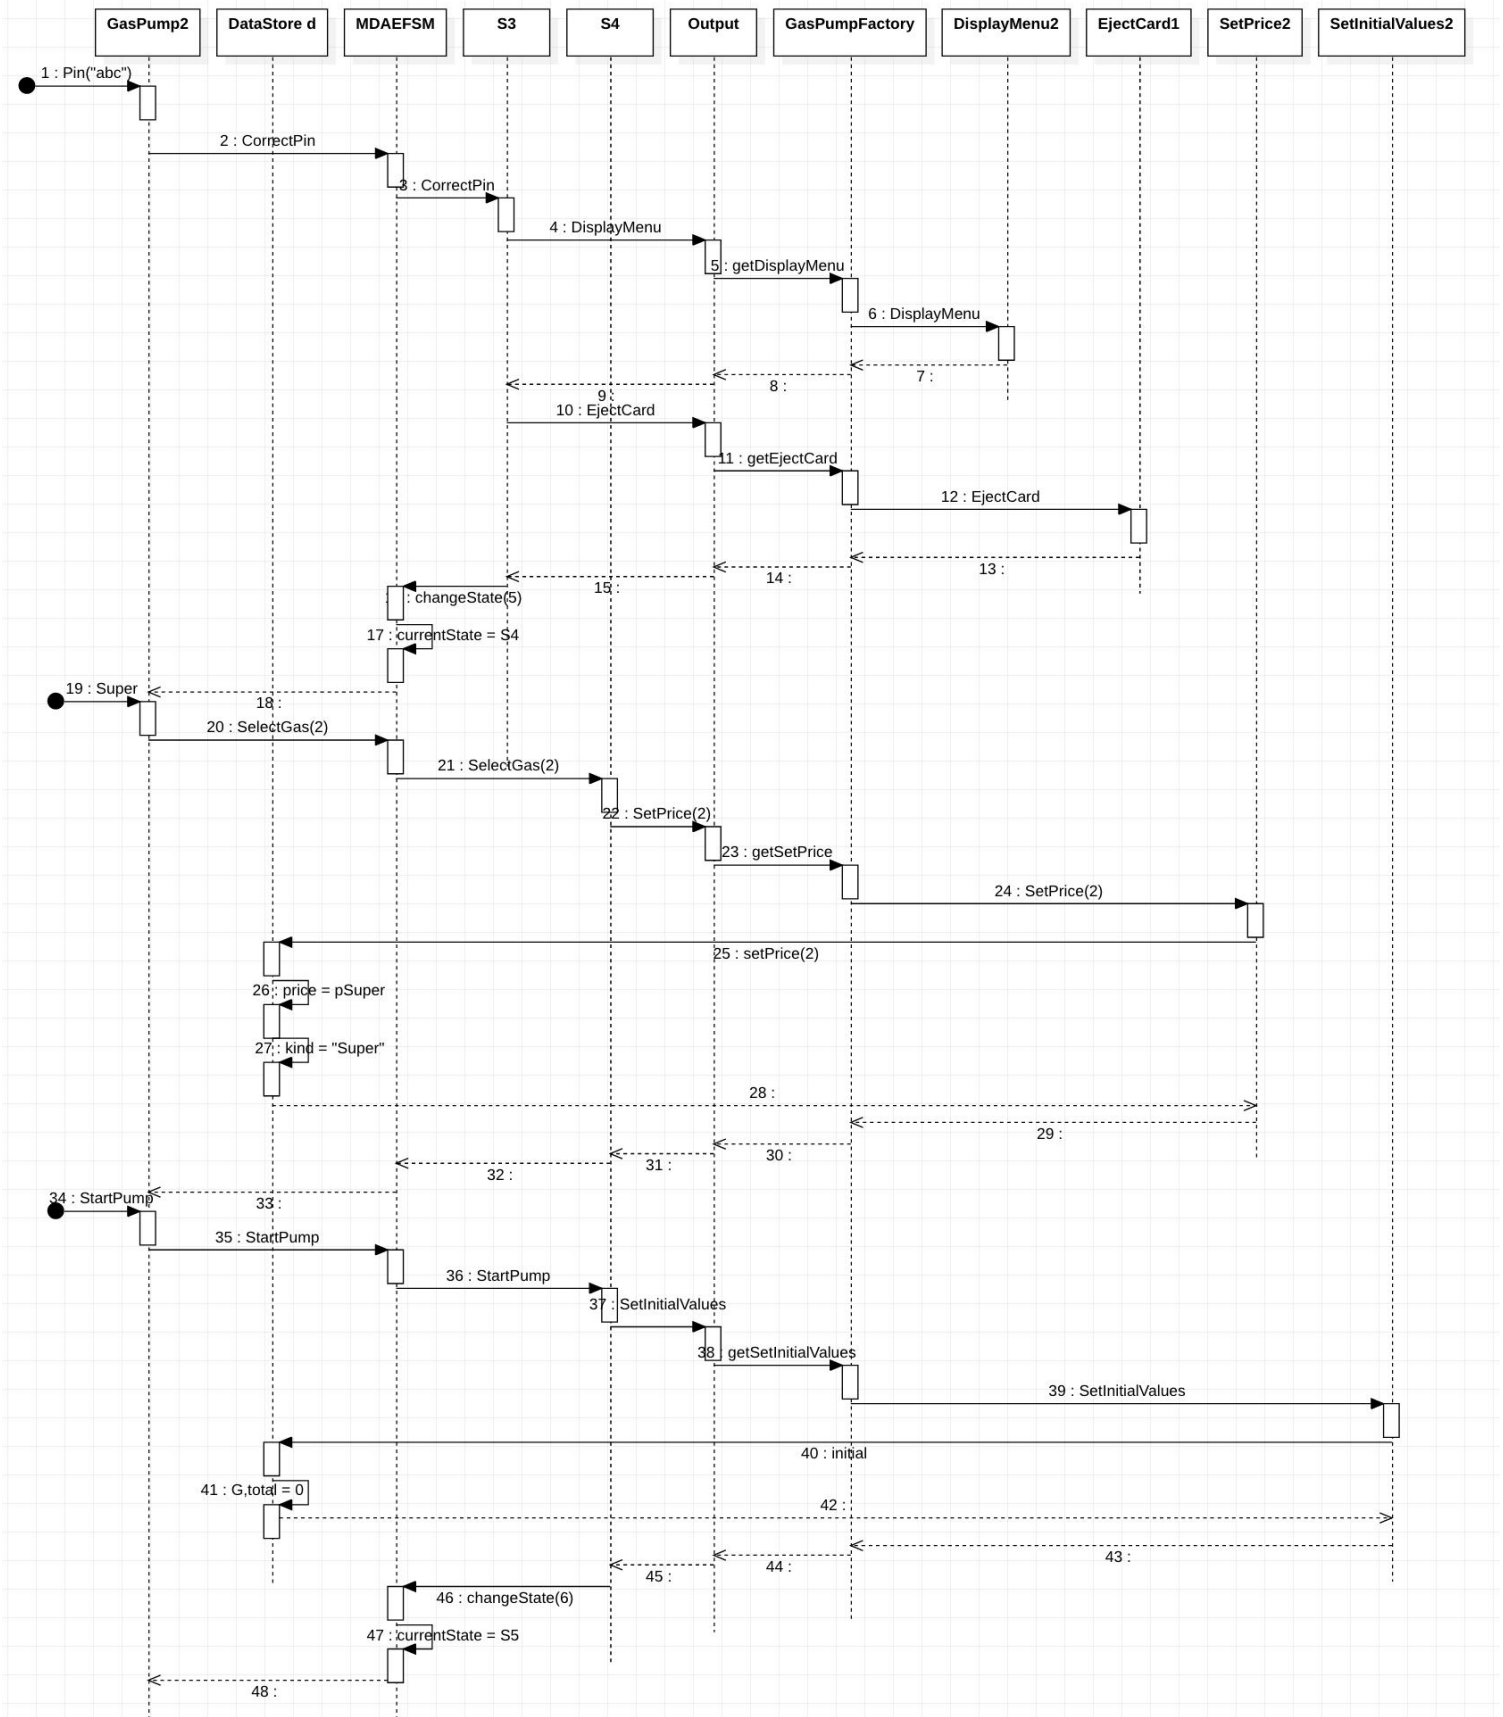 GasPump2
DataStore d
MDAEFSM
S3
S4
Output
GasPumpFactory
DisplayMenu2
EjectCard1
SetPrice2
SetInitialValues2
1 : Pin("abc")
2 : CorrectPin
3 : CorrectPin
4 : DisplayMenu
5 : getDisplayMenu
6 : DisplayMenu
7 :
8 :
9 :
10 : EjectCard
11 : getEjectCard
12 : EjectCard
13 :
14 :
15 :
: changeState(5)
17 : currentState = S4
18 :
19 : Super
20 : SelectGas(2)
21 : SelectGas(2)
22 : SetPrice(2)
23 : getSetPrice
24 : SetPrice(2)
25 : setPrice(2)
26 : price = pSuper
27 : kind = "Super"
28 :
29 :
30 :
31 :
32 :
33 :
34 : StartPump
35 : StartPump
36 : StartPump
37 : SetInitialValues
38 : getSetInitialValues
39 : SetInitialValues
40 : initial
41 : G,total = 0
42 :
43 :
44 :
45 :
46 : changeState(6)
47 : currentState = S5
48 :